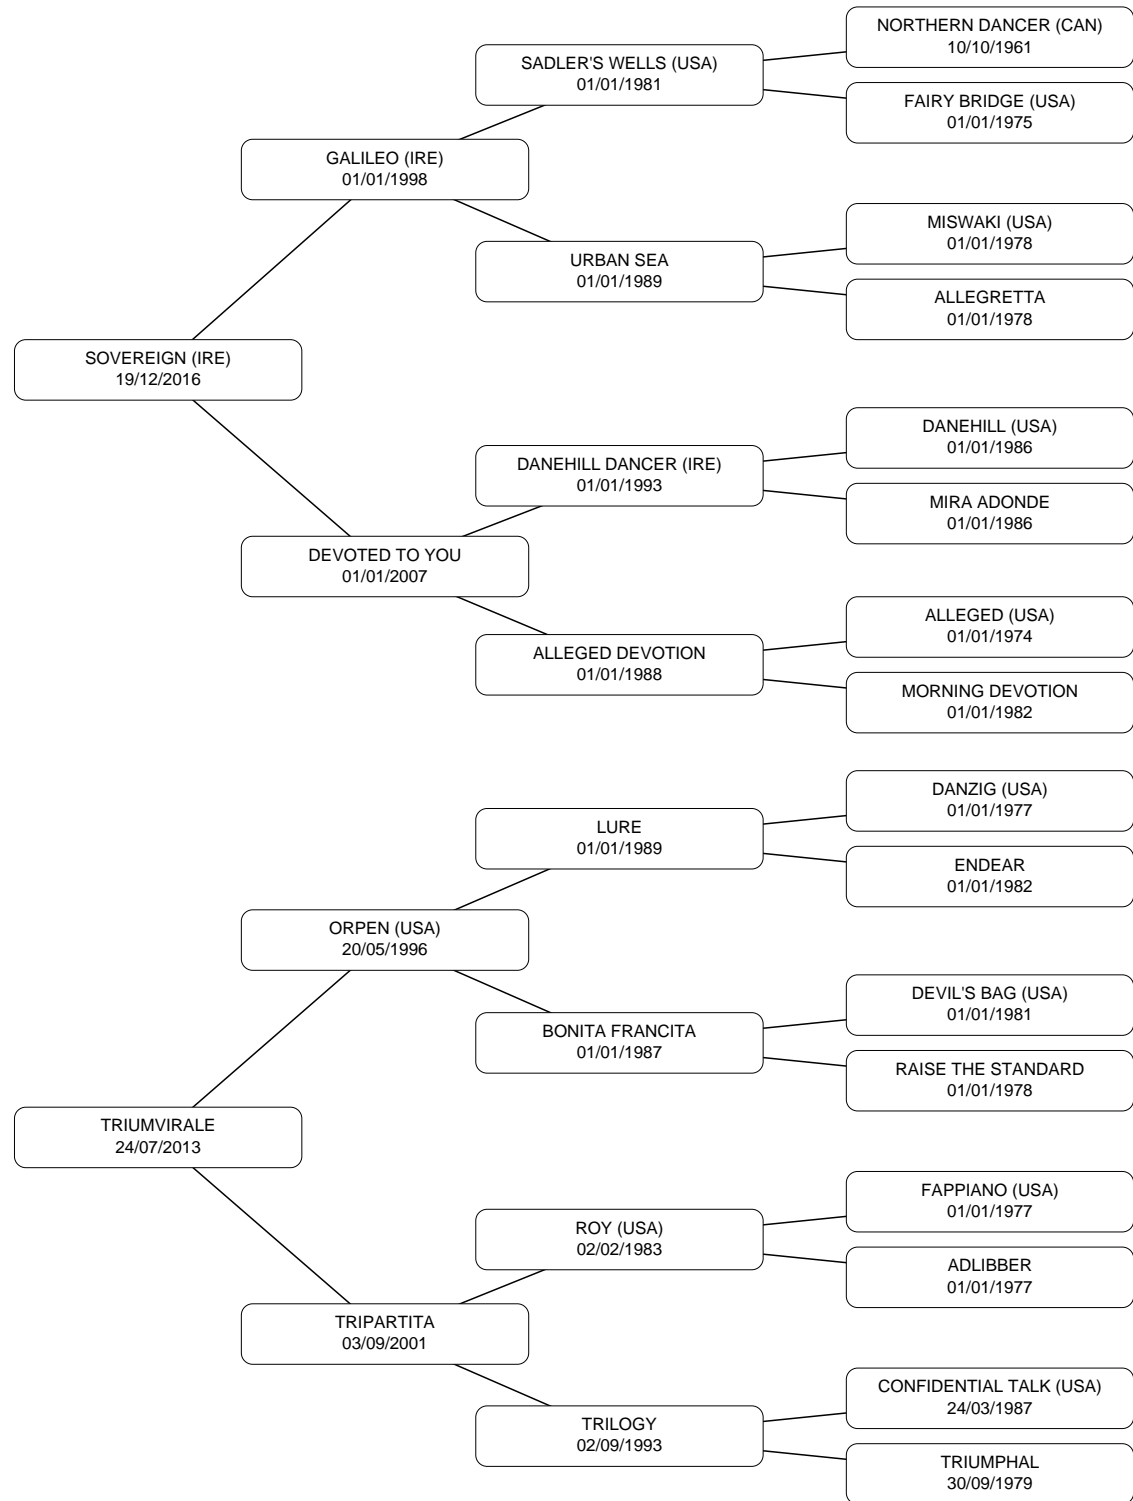 NORTHERN DANCER (CAN)
10/10/1961
SADLER'S WELLS (USA)
01/01/1981
FAIRY BRIDGE (USA)
01/01/1975
GALILEO (IRE)
01/01/1998
MISWAKI (USA)
01/01/1978
URBAN SEA
01/01/1989
ALLEGRETTA
01/01/1978
SOVEREIGN (IRE)
19/12/2016
DANEHILL (USA)
01/01/1986
DANEHILL DANCER (IRE)
01/01/1993
MIRA ADONDE
01/01/1986
DEVOTED TO YOU
01/01/2007
ALLEGED (USA)
01/01/1974
ALLEGED DEVOTION
01/01/1988
MORNING DEVOTION
01/01/1982
DANZIG (USA)
01/01/1977
LURE
01/01/1989
ENDEAR
01/01/1982
ORPEN (USA)
20/05/1996
DEVIL'S BAG (USA)
01/01/1981
BONITA FRANCITA
01/01/1987
RAISE THE STANDARD
01/01/1978
TRIUMVIRALE
24/07/2013
FAPPIANO (USA)
01/01/1977
ROY (USA)
02/02/1983
ADLIBBER
01/01/1977
TRIPARTITA
03/09/2001
CONFIDENTIAL TALK (USA)
24/03/1987
TRILOGY
02/09/1993
TRIUMPHAL
30/09/1979